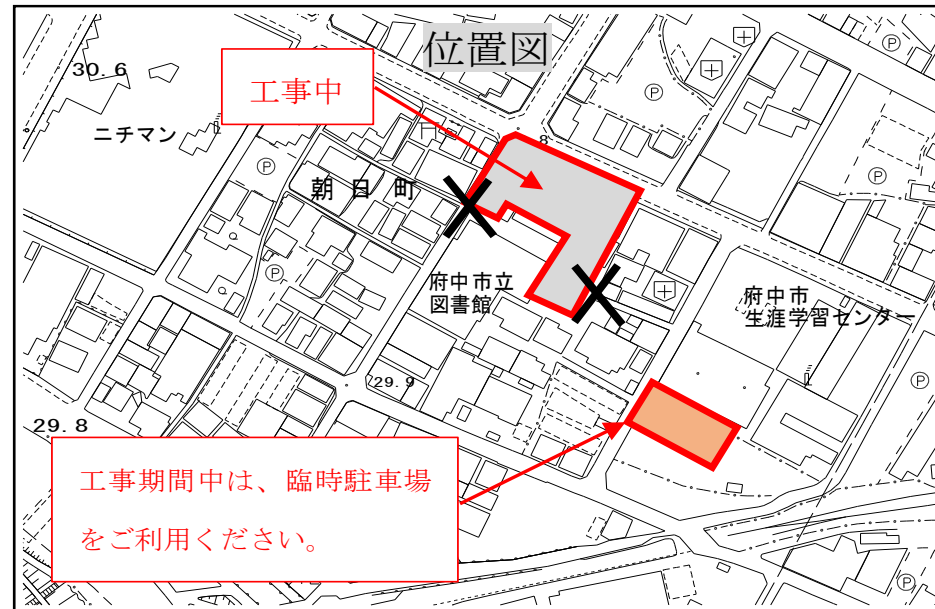 位置図
工事中
30.6
ニチマン
朝日町
8
府中市立
図書館
府中市
生涯学習センター
29.9
29.8
工事期間中は、臨時駐車場
をご利用ください。
P
P
P
P
P
P
P